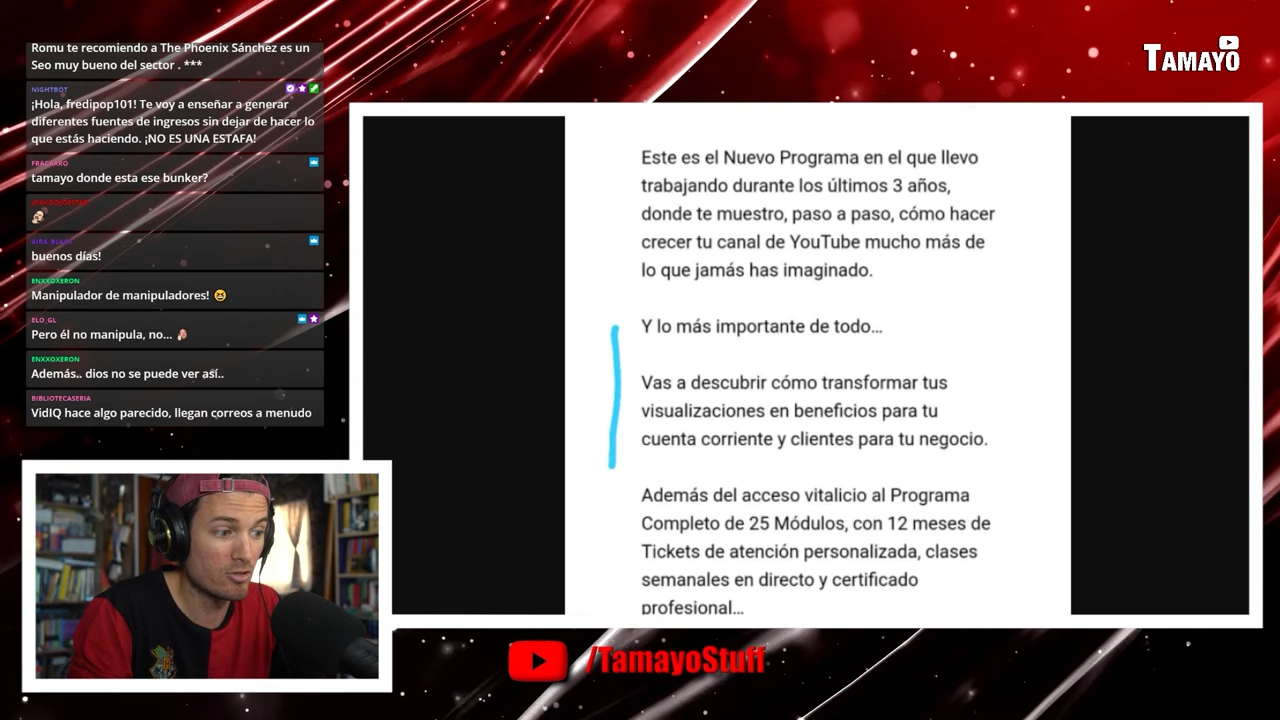 Romu te recomiendo a The Phoenix Sánchez es un
Seo muy bueno del sector . ***
NIGHTBOT
¡Hola, fredipop101! Te voy a enseñar a generar
diferentes fuentes de ingresos sin dejar de hacer lo
que estás haciendo. ¡NO ES UNA ESTAFA!
FRACARRO
tamayo donde esta ese bunker?
buenos días!
ENXXOXERON
Manipulador de manipuladores!
ELO_GL
Pero él no manipula, no...
ENXXOXERON
Además.. dios no se puede ver así..
BIBLIOTECASERIA
VidIQ hace algo parecido, llegan correos a menudo
TAMAYO
Este es el Nuevo Programa en el que llevo
trabajando durante los últimos 3 años,
donde te muestro, paso a paso, cómo hacer
crecer tu canal de YouTube mucho más de
lo que jamás has imaginado.
Y lo más importante de todo…
Vas a descubrir cómo transformar tus
visualizaciones en beneficios para tu
cuenta corriente y clientes para tu negocio.
Además del acceso vitalicio al Programa
Completo de 25 Módulos, con 12 meses de
Tickets de atención personalizada, clases
semanales en directo y certificado
profesional…
/TamayoStuff